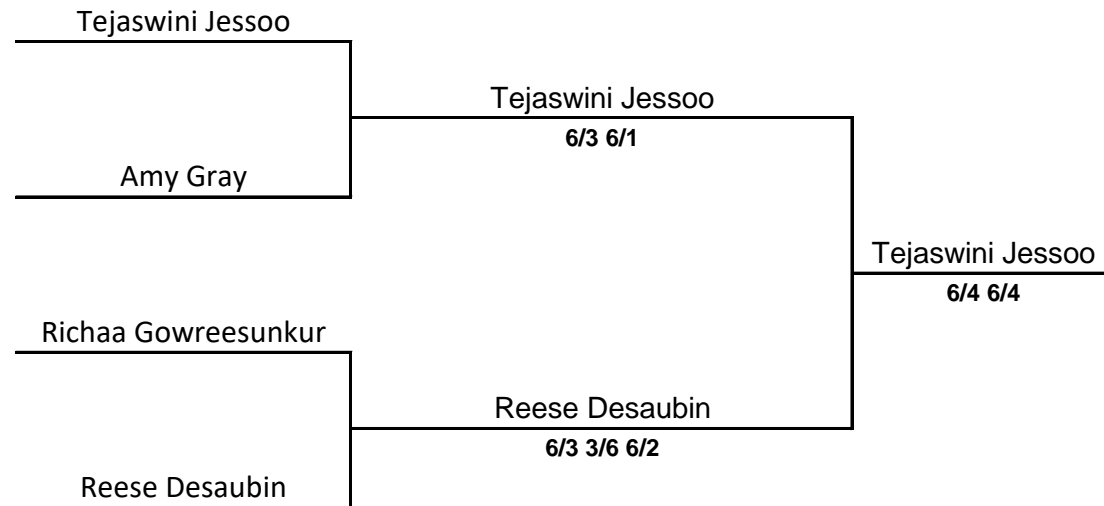 Tejaswini Jessoo
Tejaswini Jessoo
6/3 6/1
Amy Gray
Tejaswini Jessoo
6/4 6/4
Richaa Gowreesunkur
Reese Desaubin
6/3 3/6 6/2
Reese Desaubin